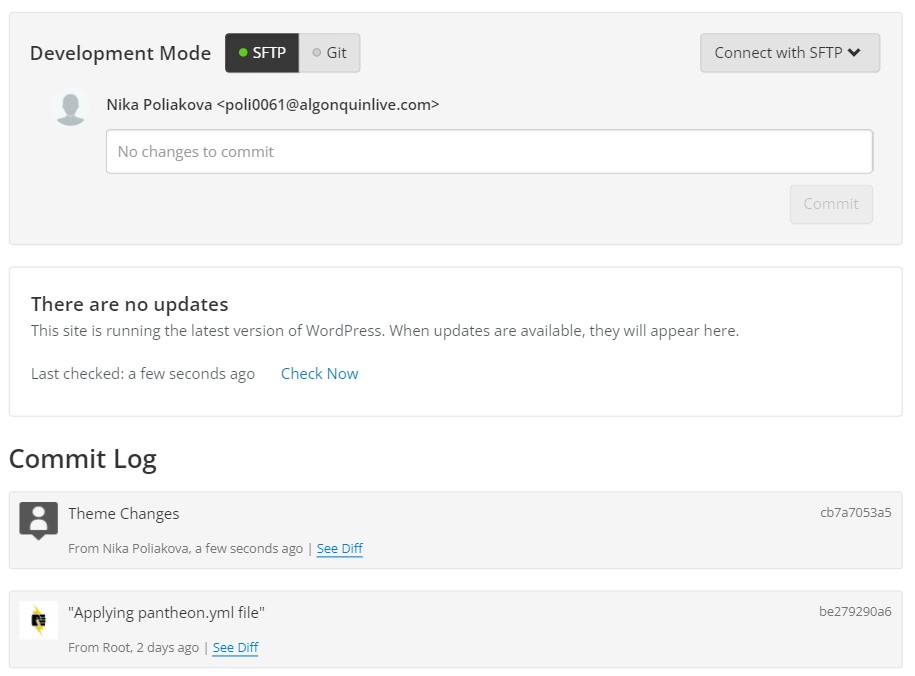 Development Mode SFTP Git Connect with SFTP
Nika Poliakova <poli0061@algonquinlive.com>
No changes to commit
Commit
There are no updates
This site is running the latest version of WordPress. When updates are available, they will appear here.
Last checked: a few seconds ago Check Now
Commit Log
Theme Changes cb7a7053a5
From Nika Poliakova, a few seconds ago | See Diff
"Applying pantheon.yml file" be279290a6
From Root, 2 days ago | See Diff